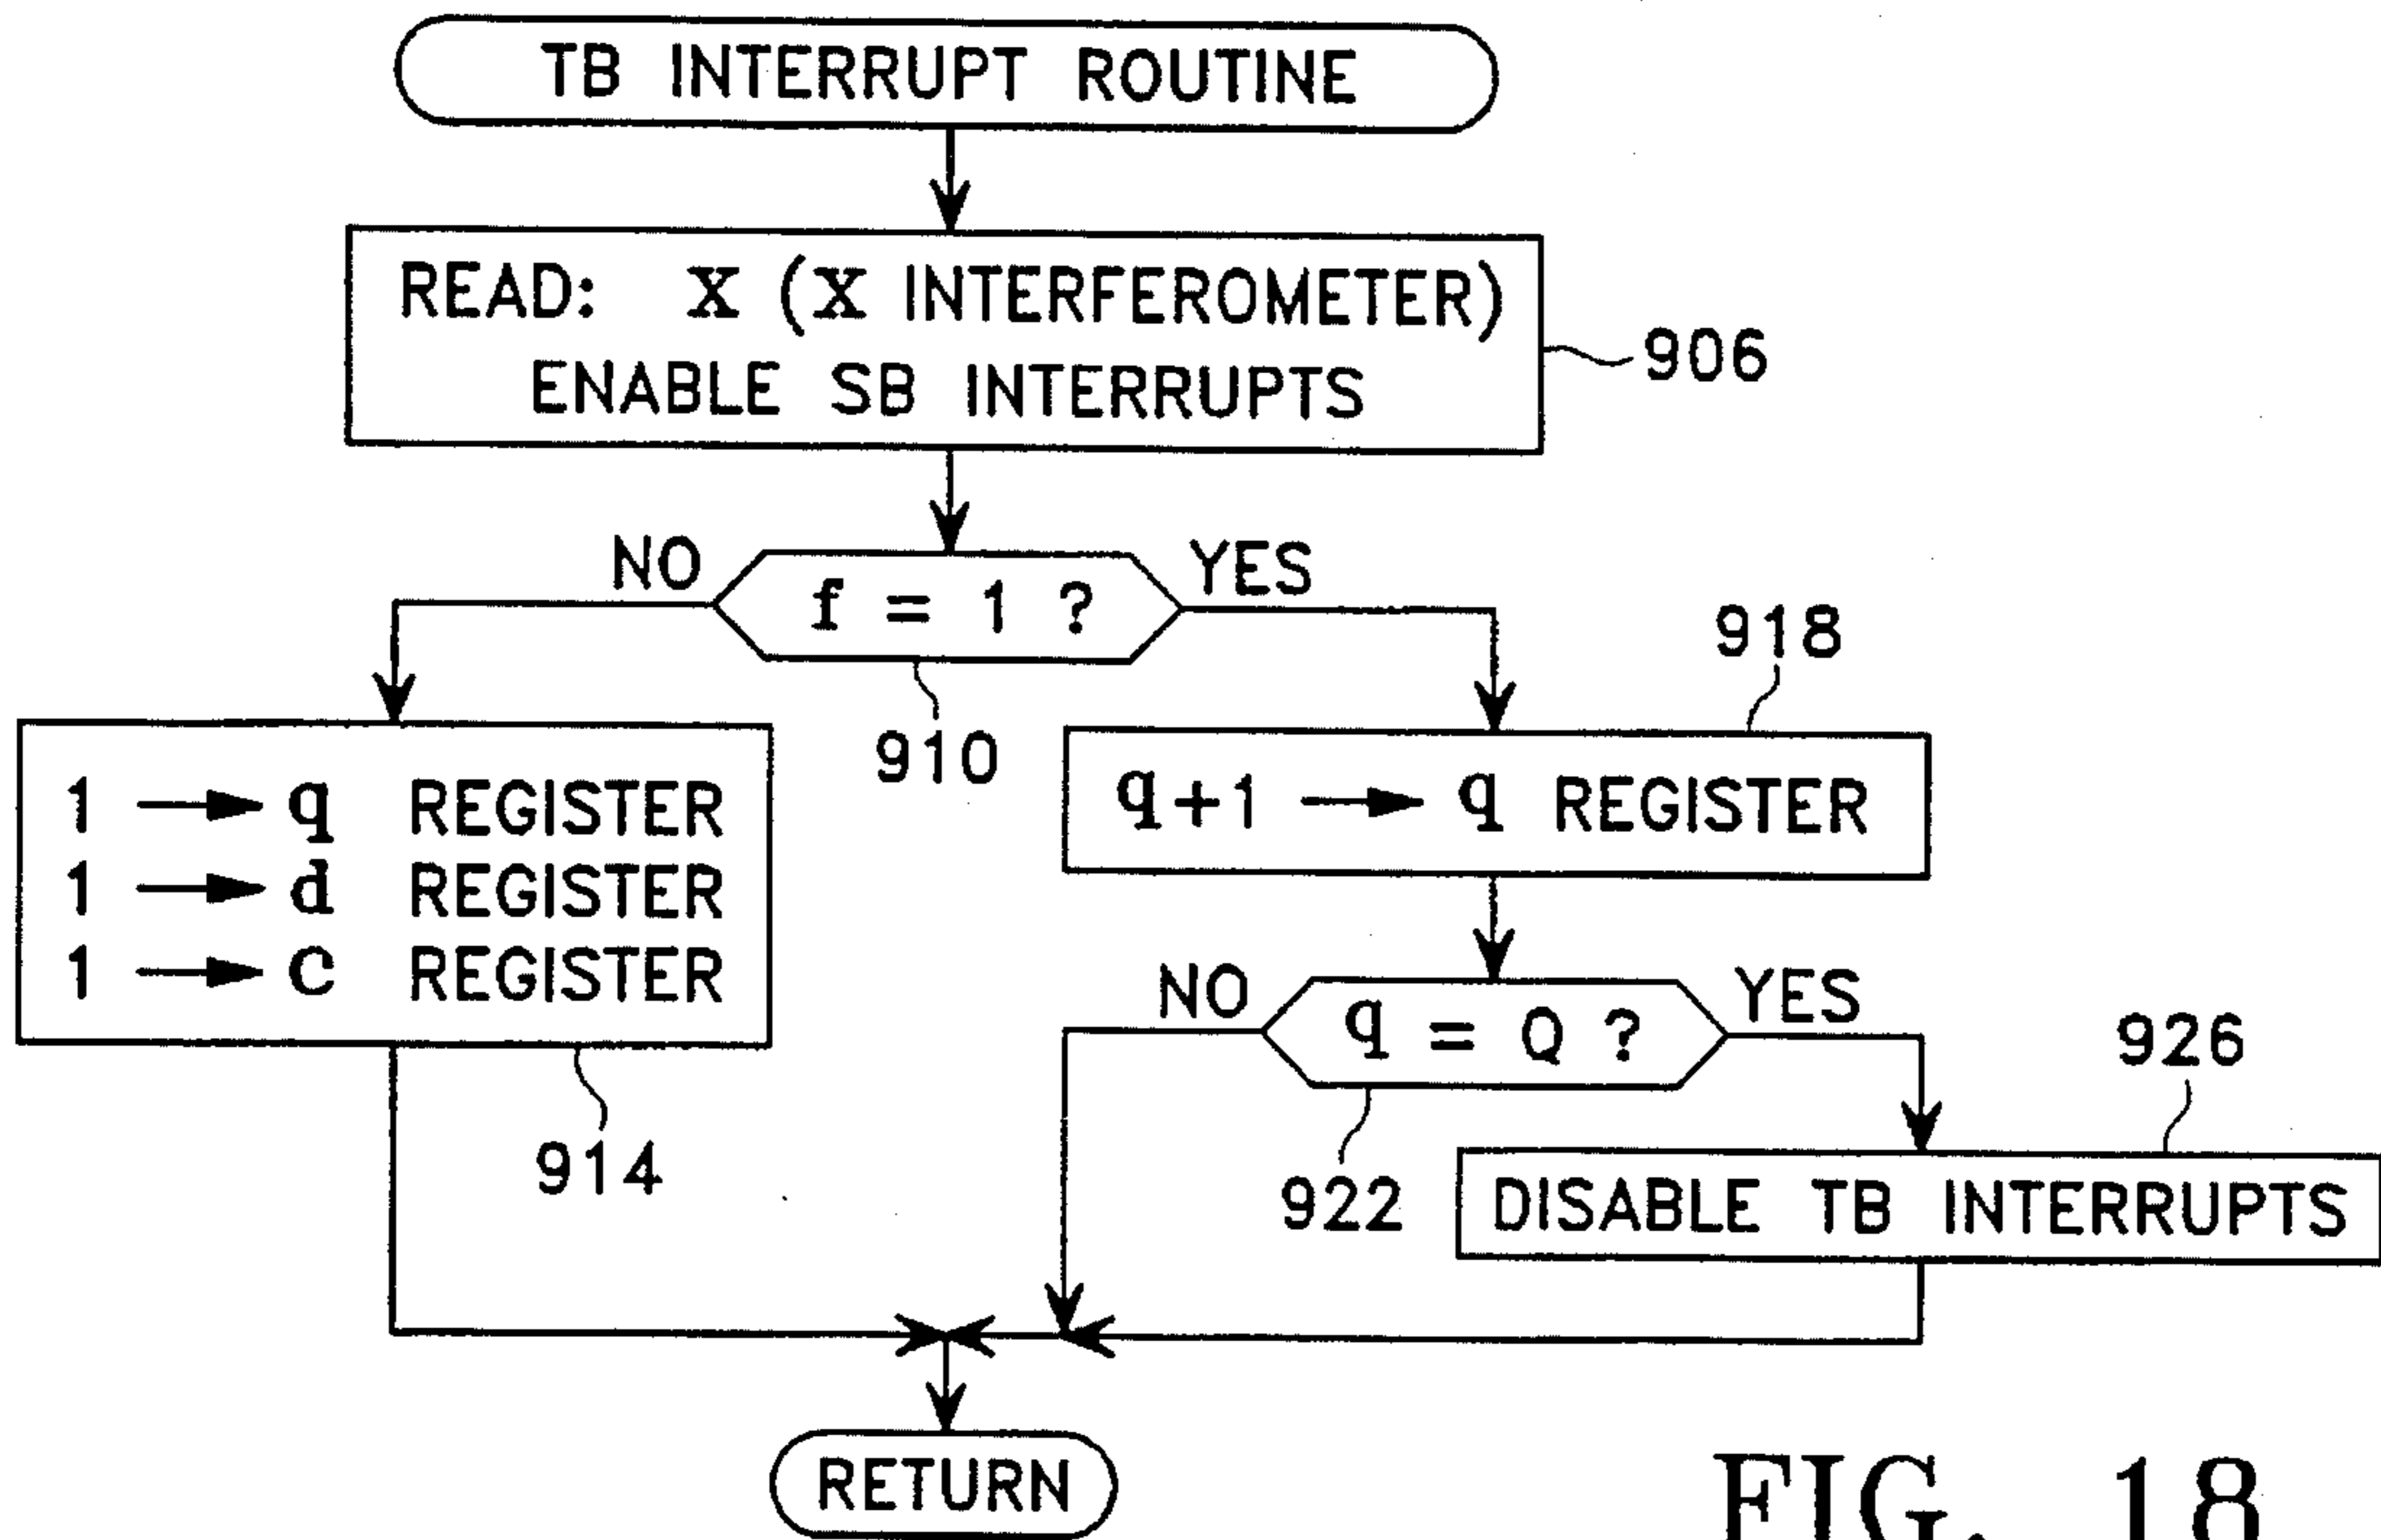 TB INTERRUPT ROUTINE
READ: X (X INTERFEROMETER)
ENABLE SB INTERRUPTS
906
NO
f = 1 ?
YES
910
1 → q REGISTER
1 → d REGISTER
1 → C REGISTER
914
918
q+1 → q REGISTER
NO
q = Q ?
YES
922
926
DISABLE TB INTERRUPTS
RETURN
FIG. 18